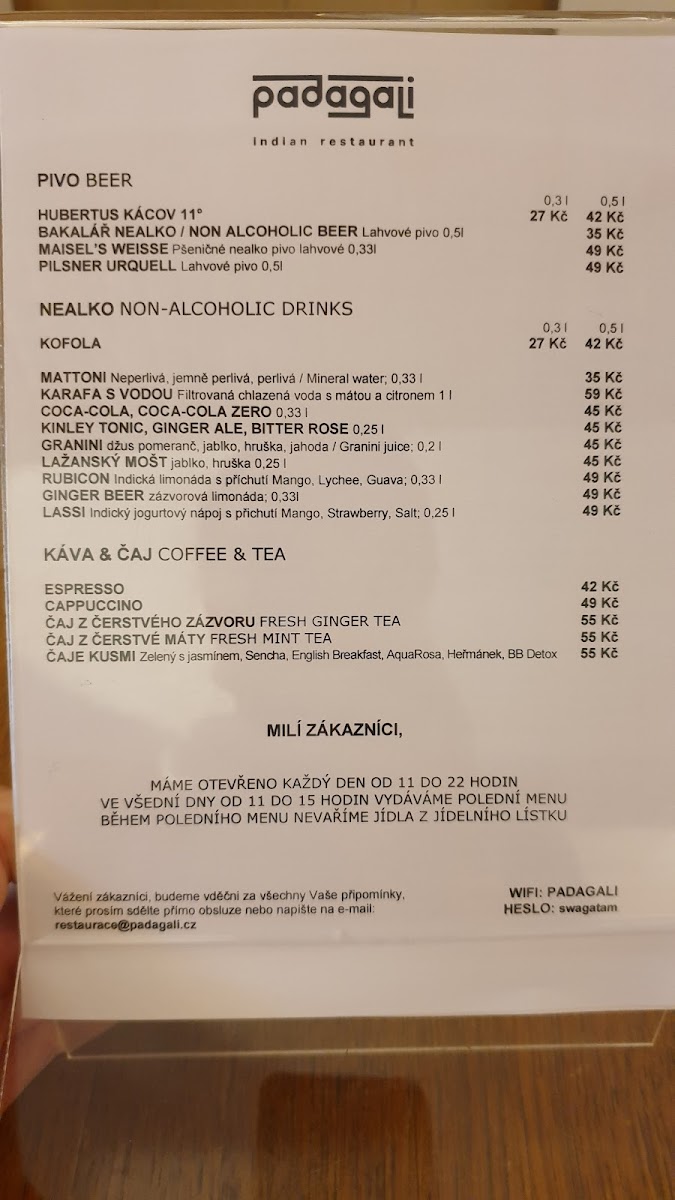 padagali
indian restaurant
PIVO BEER
0,3 l 0,5 l
HUBERTUS KÁCOV 11° 27 Kč 42 Kč
BAKALÁŘ NEALKO / NON ALCOHOLIC BEER Lahvové pivo 0,5l 35 Kč
MAISEL'S WEISSE Pšeničné nealko pivo lahvové 0,33l 49 Kč
PILSNER URQUELL Lahvové pivo 0,5l 49 Kč
NEALKO NON-ALCOHOLIC DRINKS
0,3 l 0,5 l
KOFOLA 27 Kč 42 Kč
MATTONI Neperlivá, jemně perlivá, perlivá / Mineral water; 0,33 l 35 Kč
KARAFA S VODOU Filtrovaná chlazená voda s mátou a citronem 1 l 59 Kč
COCA-COLA, COCA-COLA ZERO 0,33 l 45 Kč
KINLEY TONIC, GINGER ALE, BITTER ROSE 0,25 l 45 Kč
GRANINI džus pomeranč, jablko, hruška, jahoda / Granini juice; 0,2 l 45 Kč
LAŽANSKÝ MOŠT jablko, hruška 0,25 l 45 Kč
RUBICON Indická limonáda s příchutí Mango, Lychee, Guava; 0,33 l 49 Kč
GINGER BEER zázvorová limonáda; 0,33l 49 Kč
LASSI Indický jogurtový nápoj s přichutí Mango, Strawberry, Salt; 0,25 l 49 Kč
KÁVA & ČAJ COFFEE & TEA
ESPRESSO 42 Kč
CAPPUCCINO 49 Kč
ČAJ Z ČERSTVÉHO ZÁZVORU FRESH GINGER TEA 55 Kč
ČAJ Z ČERSTVÉ MÁTY FRESH MINT TEA 55 Kč
ČAJE KUSMI Zelený s jasmínem, Sencha, English Breakfast, AquaRosa, Heřmánek, BB Detox 55 Kč
MILÍ ZÁKAZNÍCI,
MÁME OTEVŘENO KAŽDÝ DEN OD 11 DO 22 HODIN
VE VŠEDNÍ DNY OD 11 DO 15 HODIN VYDÁVÁME POLEDNÍ MENU
BĚHEM POLEDNÍHO MENU NEVAŘÍME JÍDLA Z JÍDELNÍHO LÍSTKU
Vážení zákazníci, budeme vděčni za všechny Vaše připomínky,
které prosím sdělte přímo obsluze nebo napište na e-mail:
restaurace@padagali.cz
WIFI: PADAGALI
HESLO: swagatam